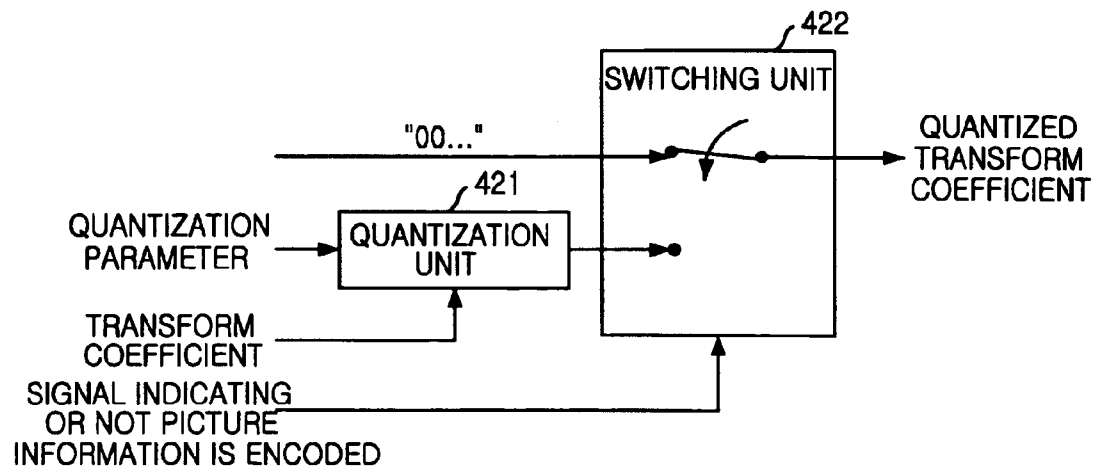 422
SWITCHING UNIT
"00..."
QUANTIZED
TRANSFORM
COEFFICIENT
421
QUANTIZATION
PARAMETER
QUANTIZATION
UNIT
TRANSFORM
COEFFICIENT
SIGNAL INDICATING
OR NOT PICTURE
INFORMATION IS ENCODED